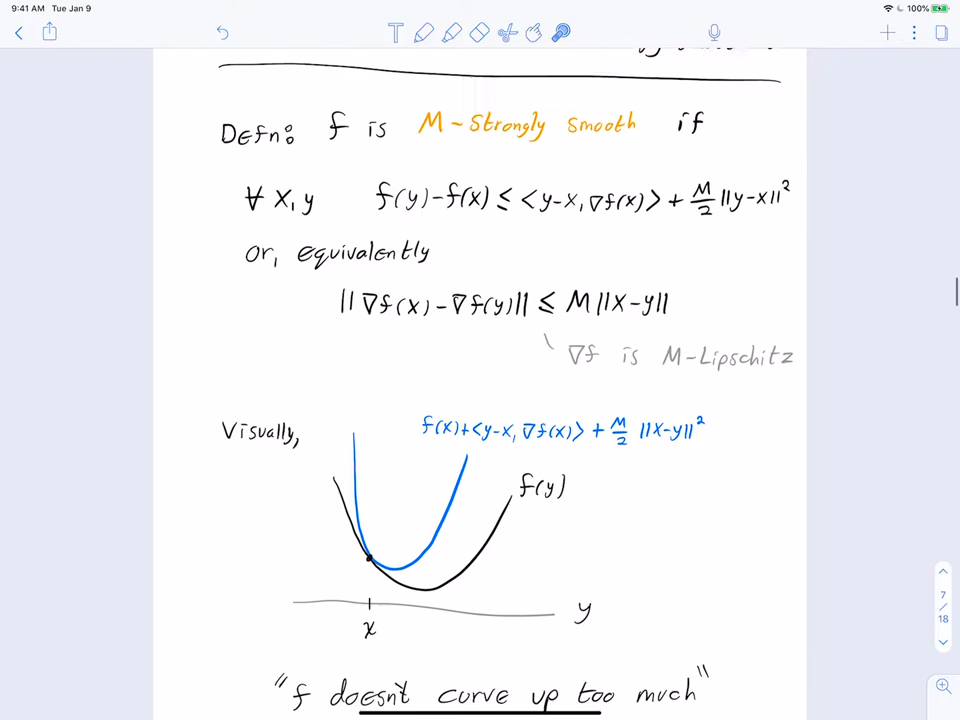 9:41 AM Tue Jan 9
100%
Defn: f is M-Strongly smooth if
∀ x, y f(y)-f(x) ≤ <y-x, ∇f(x)> + M/2 ||y-x||²
or, equivalently
||∇f(x)-∇f(y)|| ≤ M||x-y||
∇f is M-Lipschitz
Visually,
f(x)+<y-x, ∇f(x)> + M/2 ||x-y||²
f(y)
y
x
"f doesn't curve up too much"
7
/
18